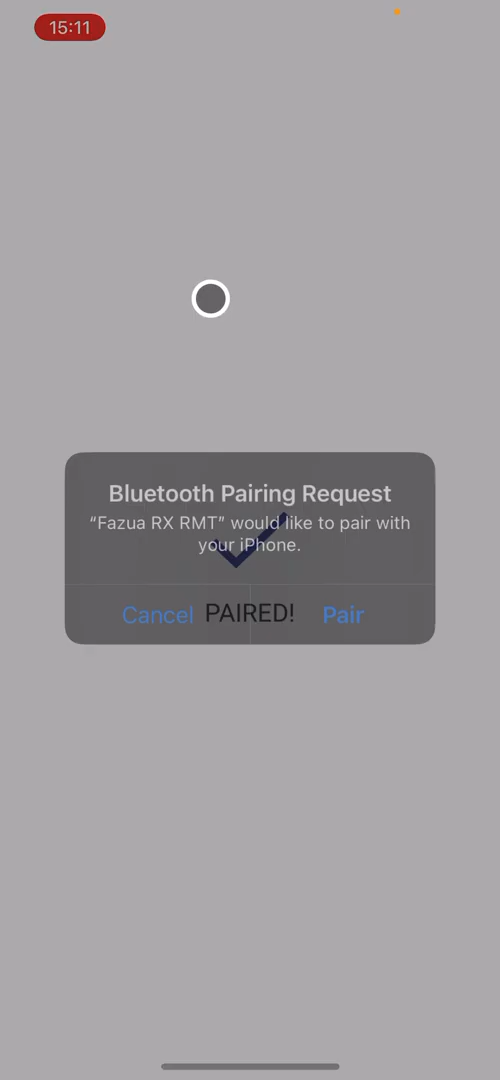 15:11
Bluetooth Pairing Request
“Fazua RX RMT” would like to pair with
your iPhone.
Cancel PAIRED! Pair